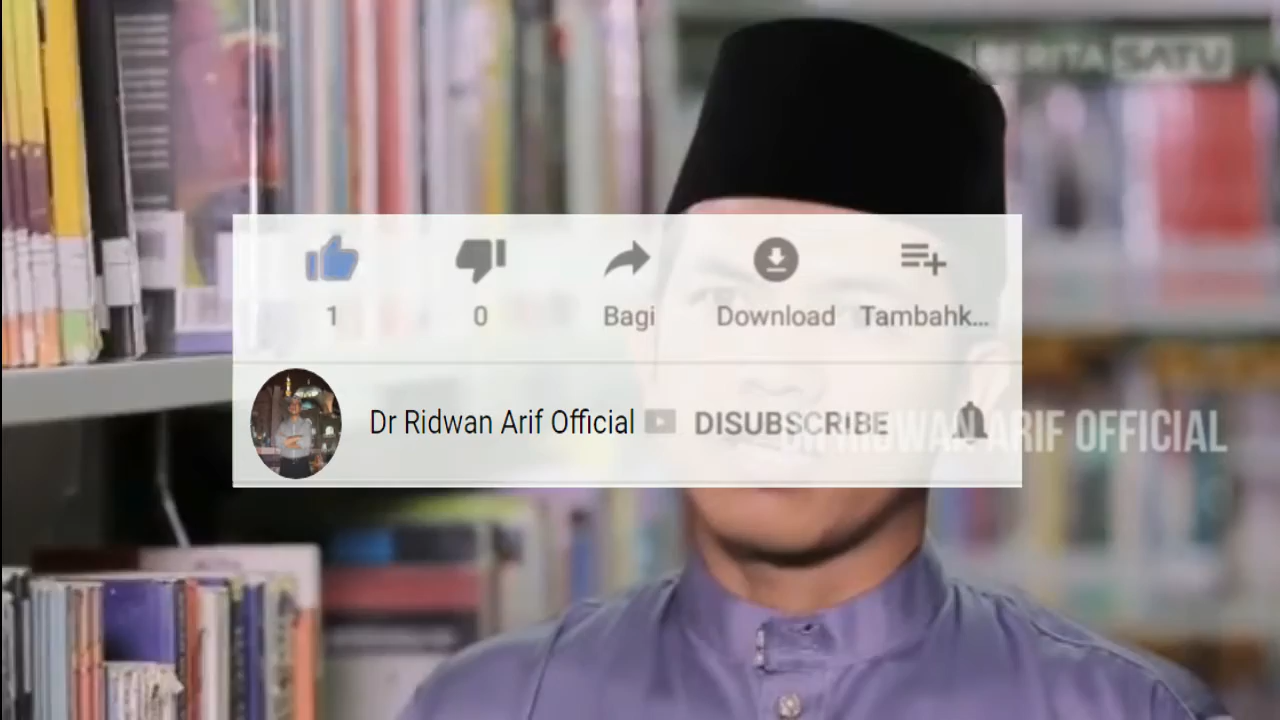 BERITA SATU
1
0
Bagi
Download
Tambahk...
Dr Ridwan Arif Official
DISUBSCRIBE
DR RIDWAN ARIF OFFICIAL